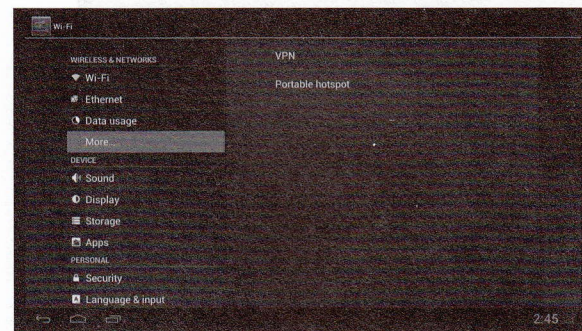 Wi-Fi
WIRELESS & NETWORKS
Wi-Fi
Ethernet
Data usage
More...
DEVICE
Sound
Display
Storage
Apps
PERSONAL
Security
Language & input
VPN
Portable hotspot
2:45